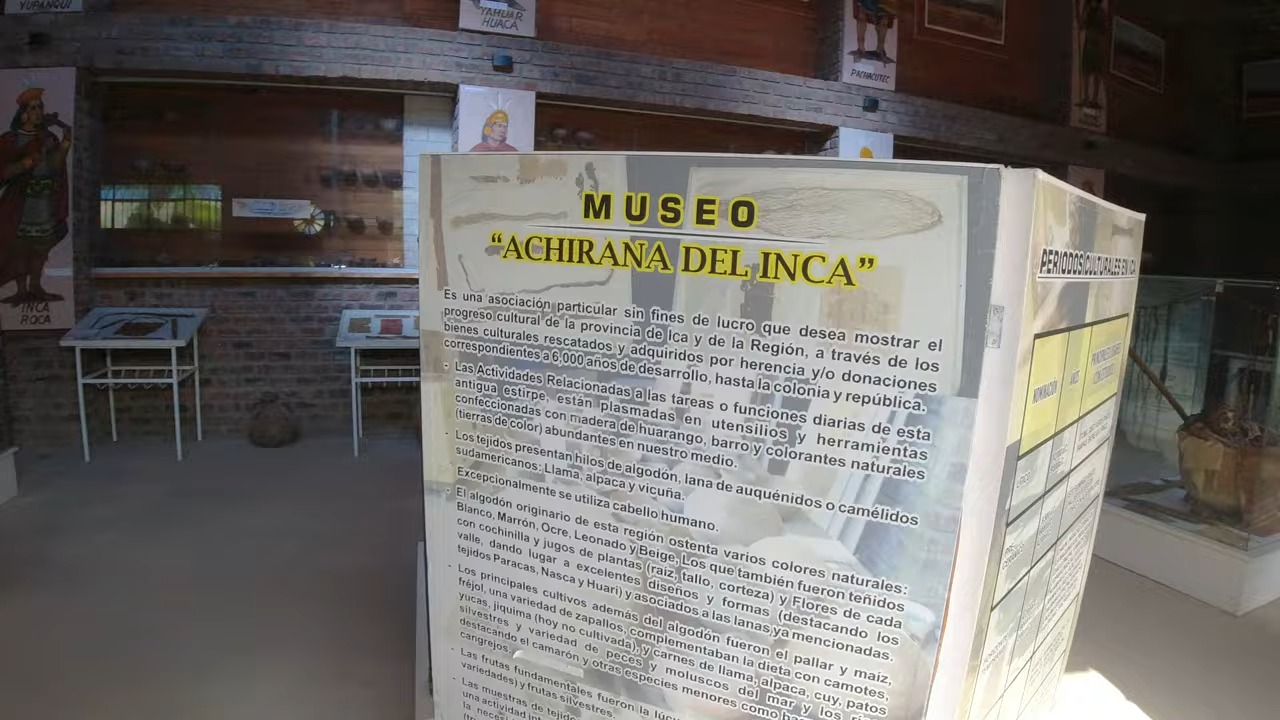 YUPANQUI
YAHUAR
HUACA
PACHACUTEC
INCA
ROCA
MUSEO
“ACHIRANA DEL INCA”
Es una asociación particular sin fines de lucro que desea mostrar el
progreso cultural de la provincia de Ica y de la Región, a través de los
bienes culturales rescatados y adquiridos por herencia y/o donaciones
correspondientes a 6,000 años de desarrollo, hasta la colonia y república.
- Las Actividades Relacionadas a las tareas o funciones diarias de esta
antigua estirpe, están plasmadas en utensilios y herramientas
confeccionadas con madera de huarango, barro y colorantes naturales
(tierras de color) abundantes en nuestro medio.
- Los tejidos presentan hilos de algodón, lana de auquénidos o camélidos
sudamericanos; Llama, alpaca y vicuña.
- Excepcionalmente se utiliza cabello humano.
- El algodón originario de esta región ostenta varios colores naturales:
Blanco, Marrón, Ocre, Leonado y Beige, Los que también fueron teñidos
con cochinilla y jugos de plantas (raíz, tallo, corteza) y Flores de cada
valle, dando lugar a excelentes diseños y formas (destacando los
tejidos Paracas, Nasca y Huari) y asociados a las lanas ya mencionadas.
- Los principales cultivos además del algodón fueron el pallar y maíz,
fréjol, una variedad de zapallos, complementaban la dieta con camotes,
yucas, jiquima (hoy no cultivada), y carnes de llama, alpaca, cuy, patos
silvestres y variedad de peces y moluscos del mar y los
destacando el camarón y otras especies menores como
cangrejos.
- Las frutas fundamentales fueron la
variedades) y frutas silvestres.
- Las muestras de
una actividad
PERIODOS CULTURALES EN ICA
NOMINACIÓN
AÑOS